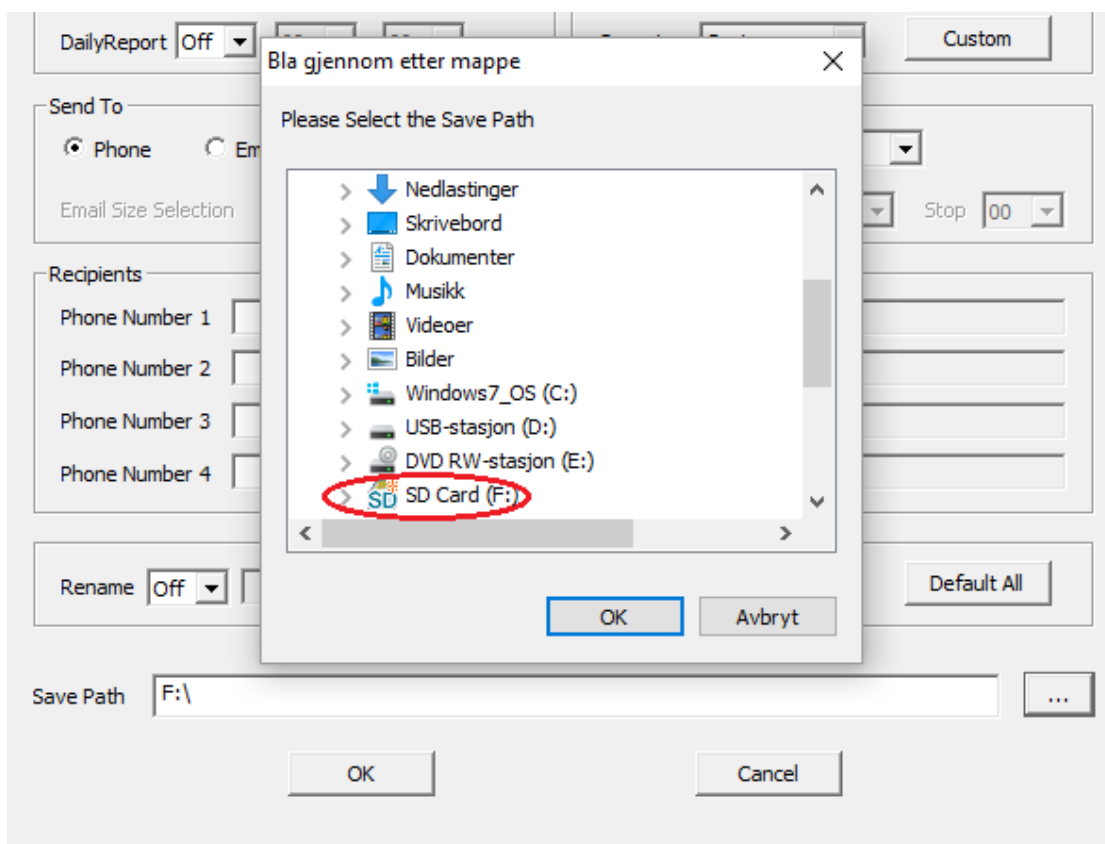 DailyReport Off Custom
Bla gjennom etter mappe
Send To
Please Select the Save Path
Phone
Email Size Selection Stop 00
Nedlastinger
Skrivebord
Dokumenter
Musikk
Videoer
Bilder
Windows7_OS (C:)
USB-stasjon (D:)
DVD RW-stasjon (E:)
SD SD Card (F:)
Recipients
Phone Number 1
Phone Number 2
Phone Number 3
Phone Number 4
OK Avbryt
Rename Off Default All
Save Path F:\ ...
OK Cancel